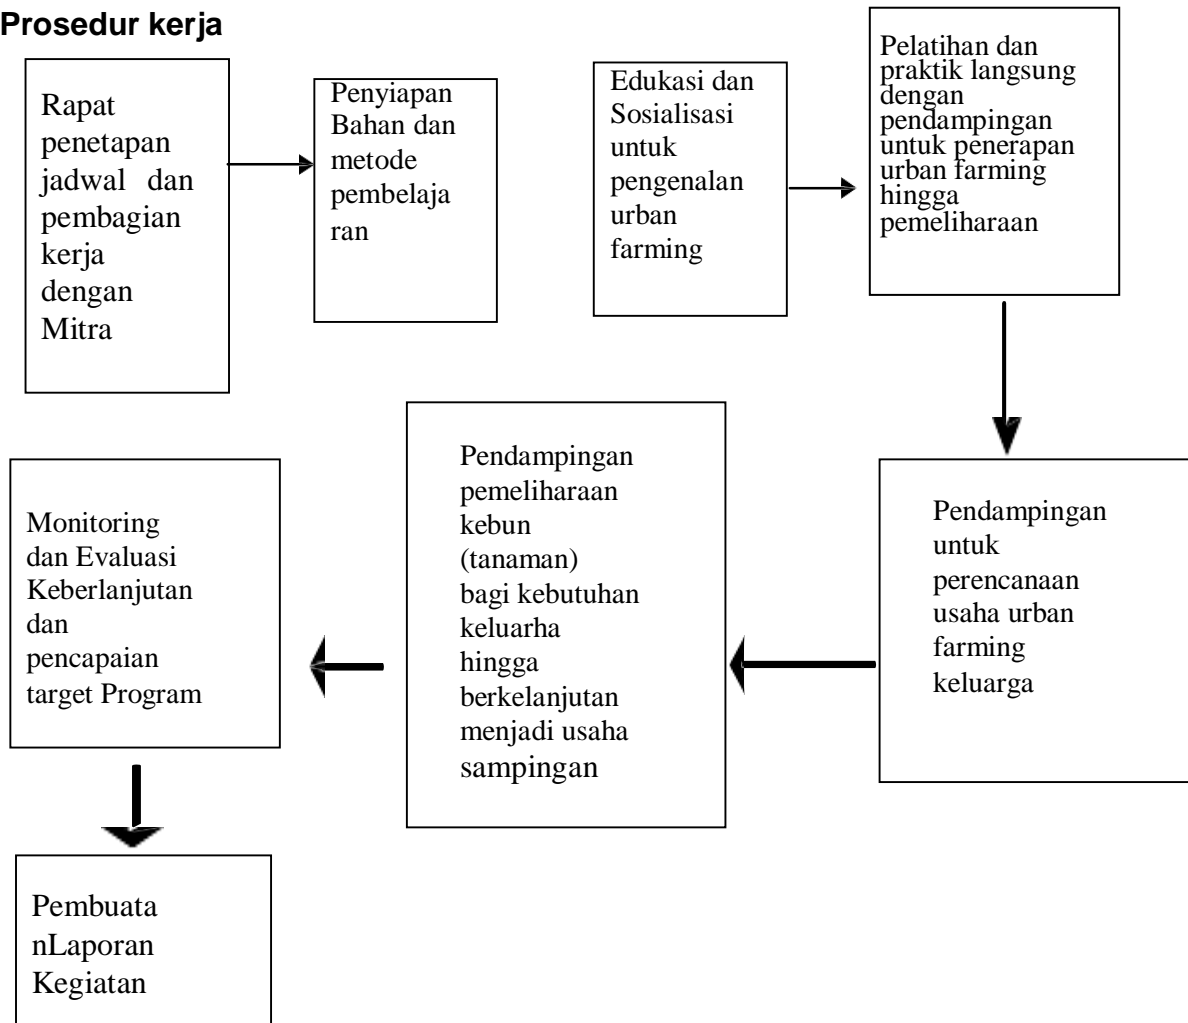 Prosedur kerja
Rapat
penetapan
jadwal dan
pembagian
kerja
dengan
Mitra
Penyiapan
Bahan dan
metode
pembelaja
ran
Edukasi dan
Sosialisasi
untuk
pengenalan
urban
farming
Pelatihan dan
praktik langsung
dengan
pendampingan
untuk penerapan
urban farming
hingga
pemeliharaan
Pendampingan
untuk
perencanaan
usaha urban
farming
keluarga
Pendampingan
pemeliharaan
kebun
(tanaman)
bagi kebutuhan
keluarha
hingga
berkelanjutan
menjadi usaha
sampingan
Monitoring
dan Evaluasi
Keberlanjutan
dan
pencapaian
target Program
Pembuata
nLaporan
Kegiatan